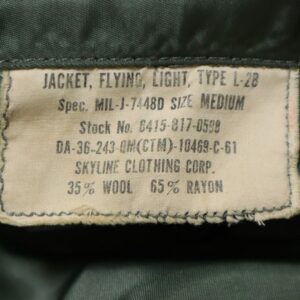 JACKET, FLYING, LIGHT, TYPE L-2B
Spec. MIL-J-7448D SIZE MEDIUM
Stock No. 8415-817-0598
DA-36-243-QM(CTM)-10469-C-61
SKYLINE CLOTHING CORP.
35% WOOL 65% RAYON